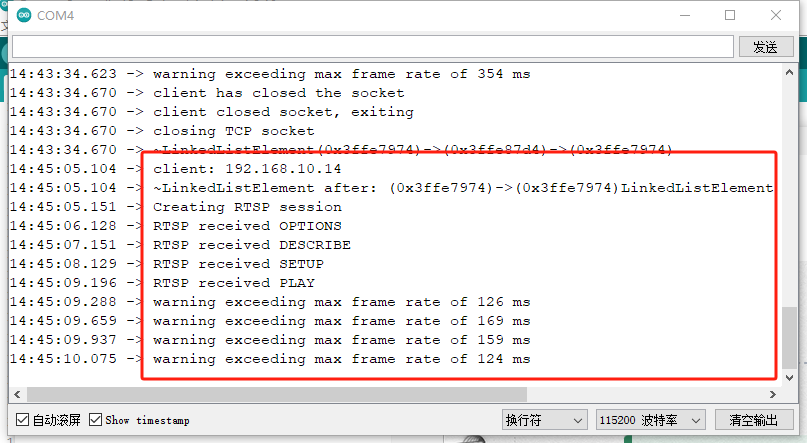 COM4
发送
14:43:34.623 -> warning exceeding max frame rate of 354 ms
14:43:34.670 -> client has closed the socket
14:43:34.670 -> client closed socket, exiting
14:43:34.670 -> closing TCP socket
14:43:34.670 -> ~LinkedListElement(0x3ffe7974)->(0x3ffe87d4)->(0x3ffe7974)
14:45:05.104 -> client: 192.168.10.14
14:45:05.104 -> ~LinkedListElement after: (0x3ffe7974)->(0x3ffe7974)LinkedListElement
14:45:05.151 -> Creating RTSP session
14:45:06.128 -> RTSP received OPTIONS
14:45:07.151 -> RTSP received DESCRIBE
14:45:08.129 -> RTSP received SETUP
14:45:09.196 -> RTSP received PLAY
14:45:09.288 -> warning exceeding max frame rate of 126 ms
14:45:09.659 -> warning exceeding max frame rate of 169 ms
14:45:09.937 -> warning exceeding max frame rate of 159 ms
14:45:10.075 -> warning exceeding max frame rate of 124 ms
自动滚屏 Show timestamp 换行符 115200 波特率 清空输出